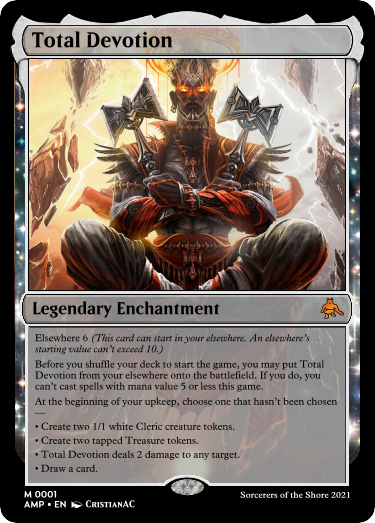 Total Devotion
Legendary Enchantment
Elsewhere 6 (This card can start in your elsewhere. An elsewhere's
starting value can't exceed 10.)
Before you shuffle your deck to start the game, you may put Total
Devotion from your elsewhere onto the battlefield. If you do, you
can't cast spells with mana value 5 or less this game.
At the beginning of your upkeep, choose one that hasn't been chosen
—
• Create two 1/1 white Cleric creature tokens.
• Create two tapped Treasure tokens.
• Total Devotion deals 2 damage to any target.
• Draw a card.
M 0001
AMP • EN CristianAC
Sorcerers of the Shore 2021